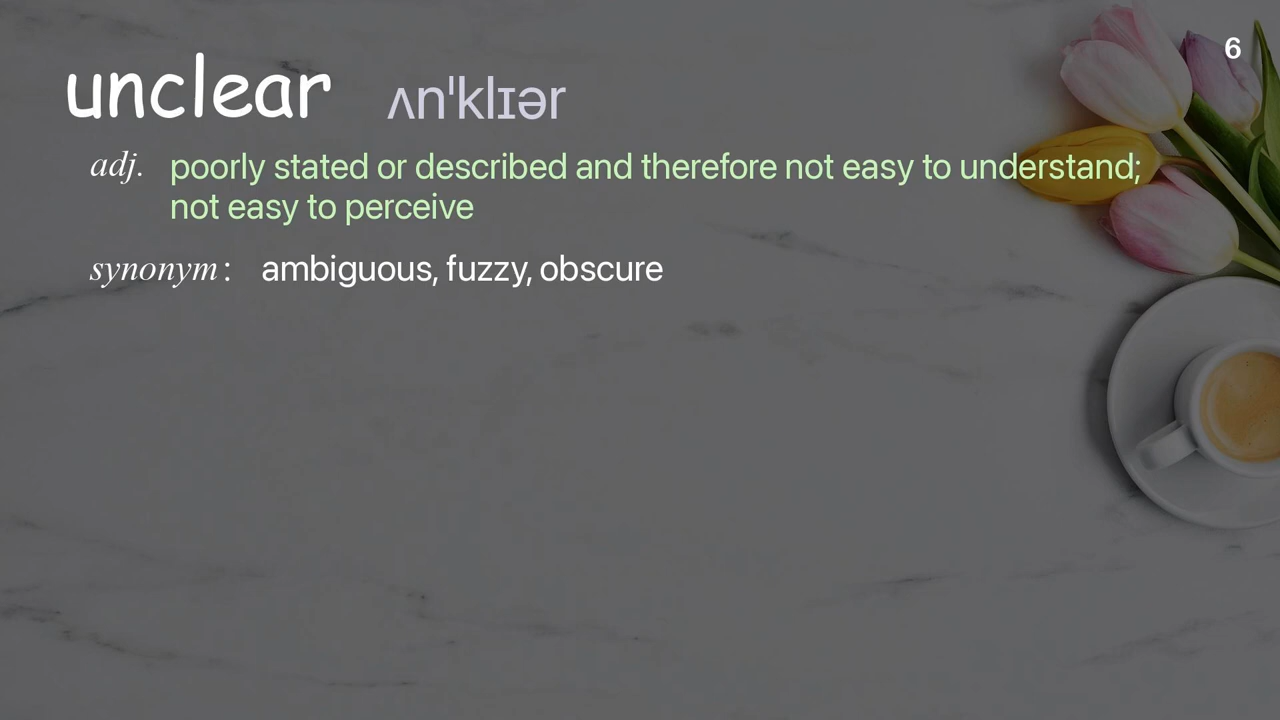 6
unclear ʌnˈklɪər
adj. poorly stated or described and therefore not easy to understand;
not easy to perceive
synonym: ambiguous, fuzzy, obscure